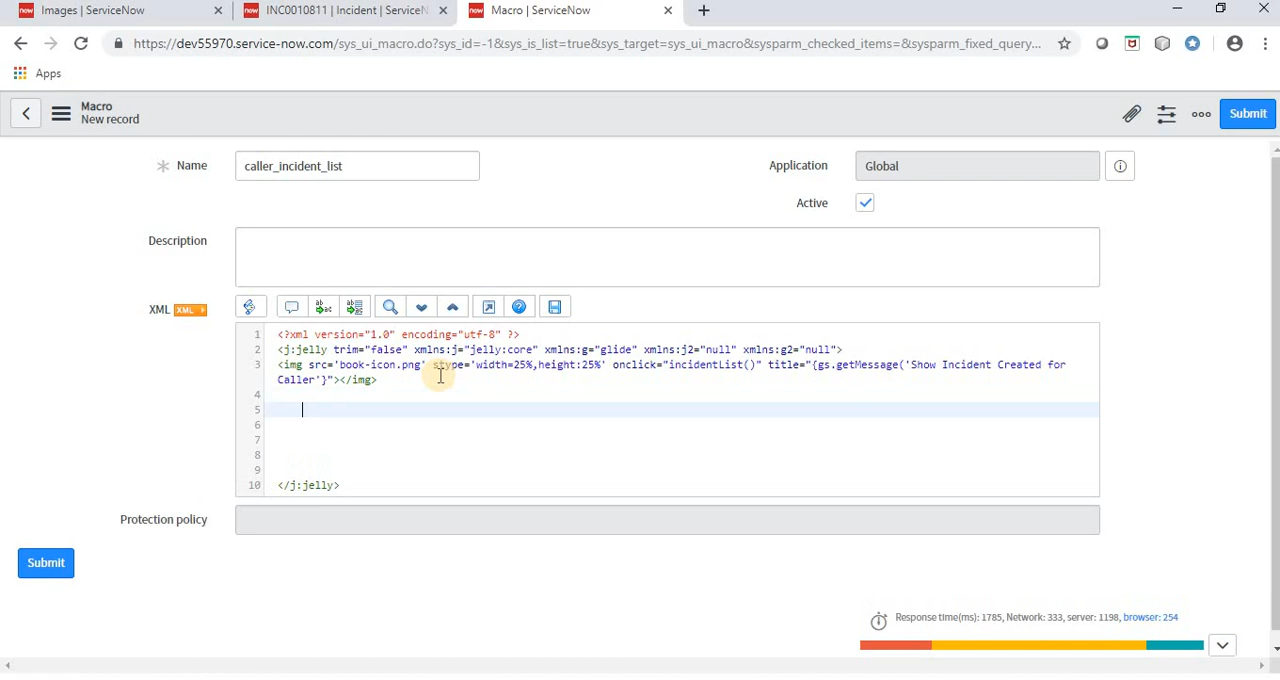 now Images | ServiceNow × now INC0010811 | Incident | ServiceN × now Macro | ServiceNow × +
https://dev55970.service-now.com/sys_ui_macro.do?sys_id=-1&sys_is_list=true&sys_target=sys_ui_macro&sysparm_checked_items=&sysparm_fixed_query...
Apps
Macro
New record
Submit
Name caller_incident_list Application Global
Active
Description
XML XML
1 <?xml version="1.0" encoding="utf-8" ?>
2 <j:jelly trim="false" xmlns:j="jelly:core" xmlns:g="glide" xmlns:j2="null" xmlns:g2="null">
3 <img src='book-icon.png' stype='width=25%,height:25%' onclick="incidentList()" title="{gs.getMessage('Show Incident Created for
Caller'}"></img>
4
5
6
7
8
9
10 </j:jelly>
Protection policy
Submit
Response time(ms): 1785, Network: 333, server: 1198, browser: 254